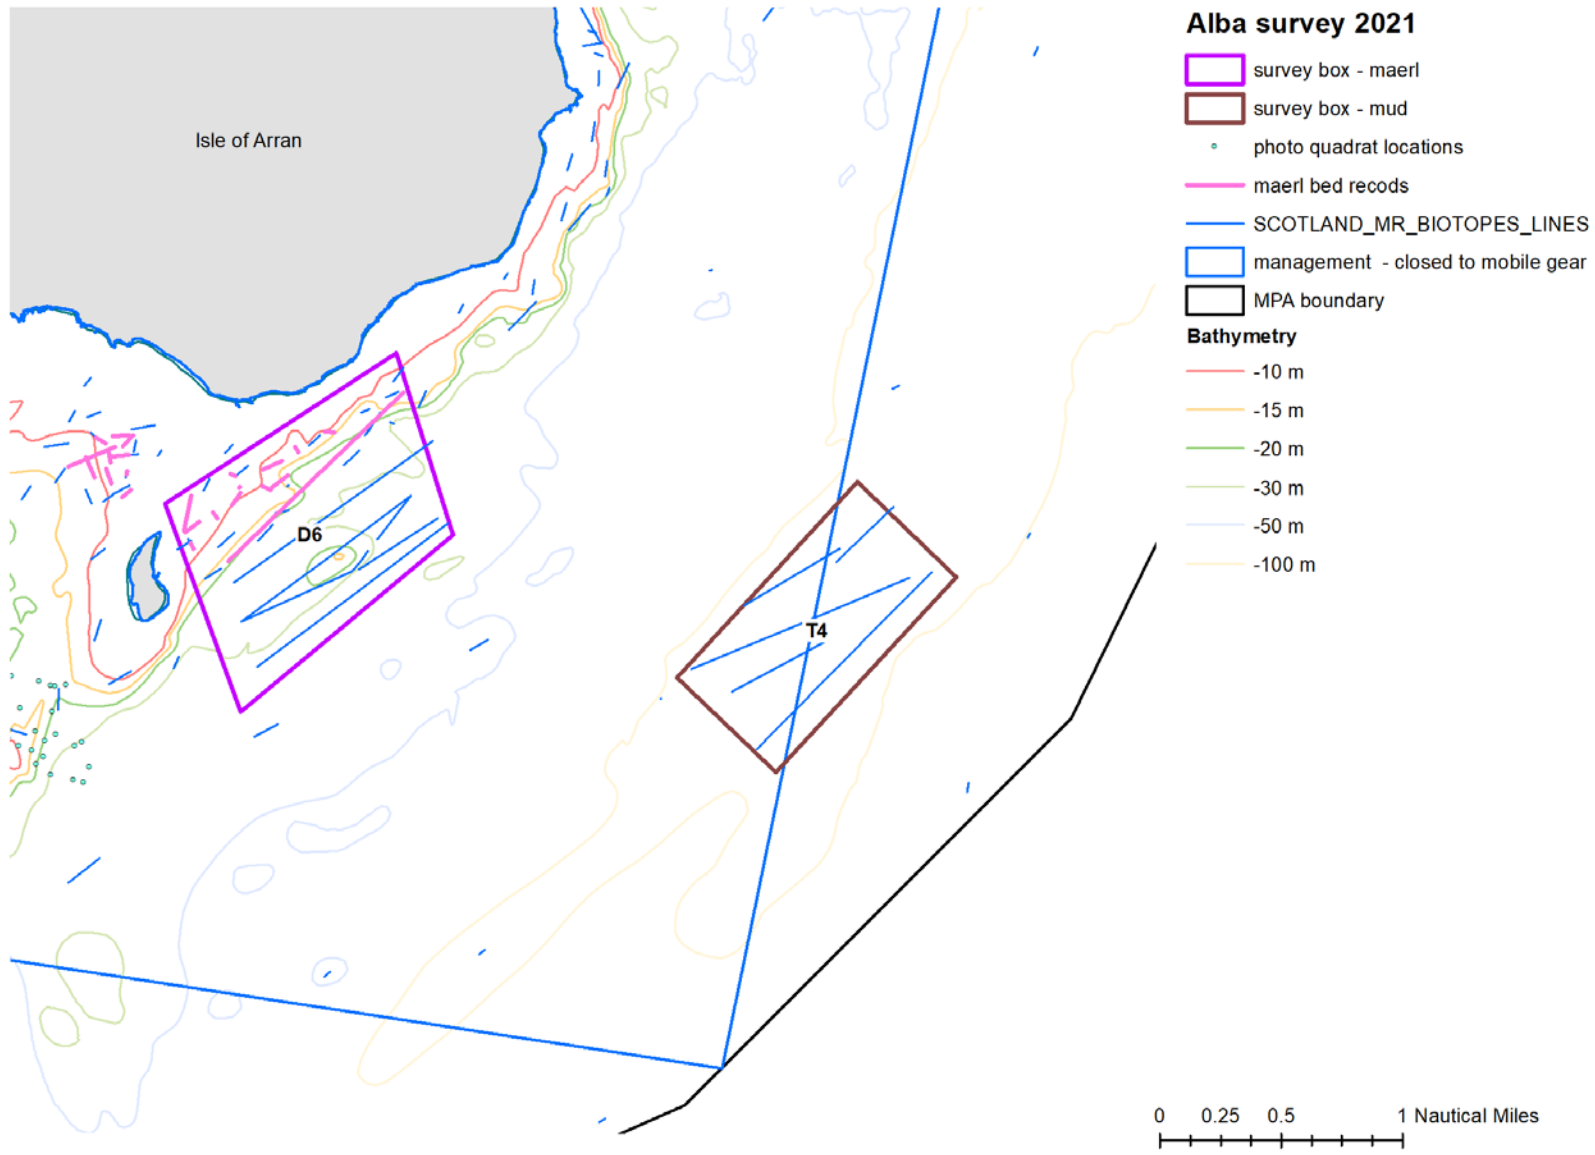 Alba survey 2021
survey box - maerl
survey box - mud
photo quadrat locations
maerl bed recods
SCOTLAND_MR_BIOTOPES_LINES
management - closed to mobile gear
MPA boundary
Bathymetry
-10 m
-15 m
-20 m
-30 m
-50 m
-100 m
Isle of Arran
D6
T4
0 0.25 0.5 1 Nautical Miles